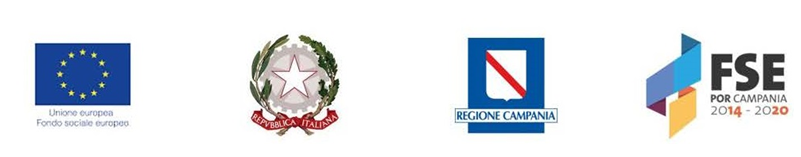 Unione europea
Fondo sociale europeo
REPVBBLICA ITALIANA
REGIONE CAMPANIA
FSE
POR CAMPANIA
2014 - 2020